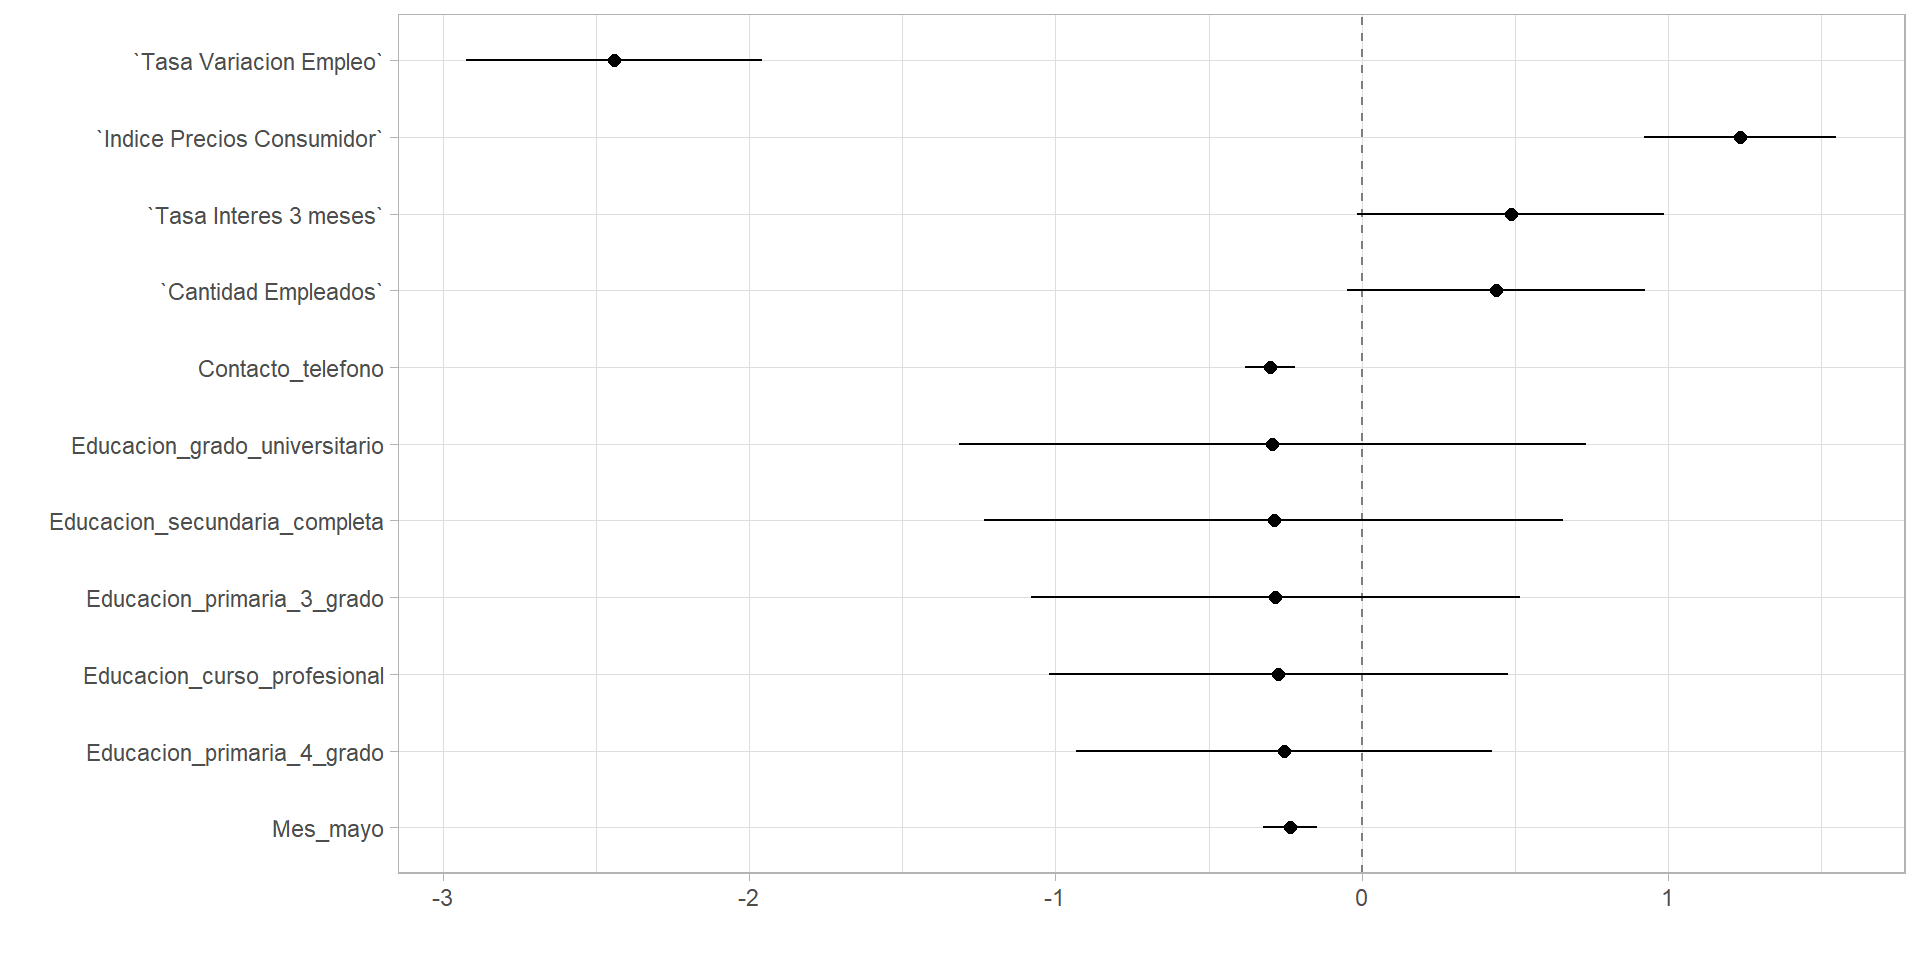 `Tasa Variacion Empleo`
`Indice Precios Consumidor`
`Tasa Interes 3 meses`
`Cantidad Empleados`
Contacto_telefono
Educacion_grado_universitario
Educacion_secundaria_completa
Educacion_primaria_3_grado
Educacion_curso_profesional
Educacion_primaria_4_grado
Mes_mayo
-3 -2 -1 0 1